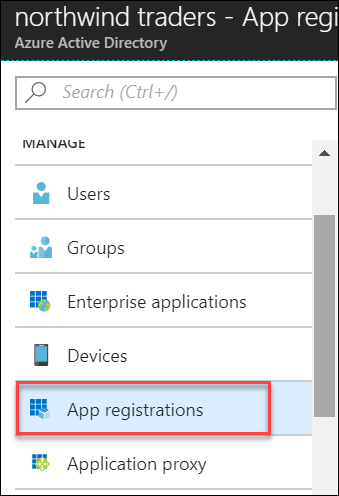 northwind traders - App regi
Azure Active Directory
Search (Ctrl+/)
MANAGE
Users
Groups
Enterprise applications
Devices
App registrations
Application proxy